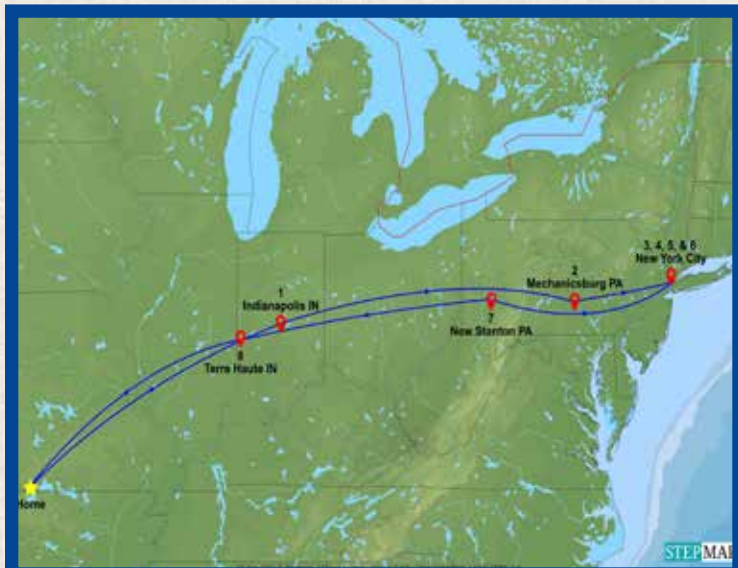 3, 4, 5, & 6
New York City
2
Mechanicsburg PA
1
Indianapolis IN
7
New Stanton PA
8
Terre Haute IN
Home
STEPMAP